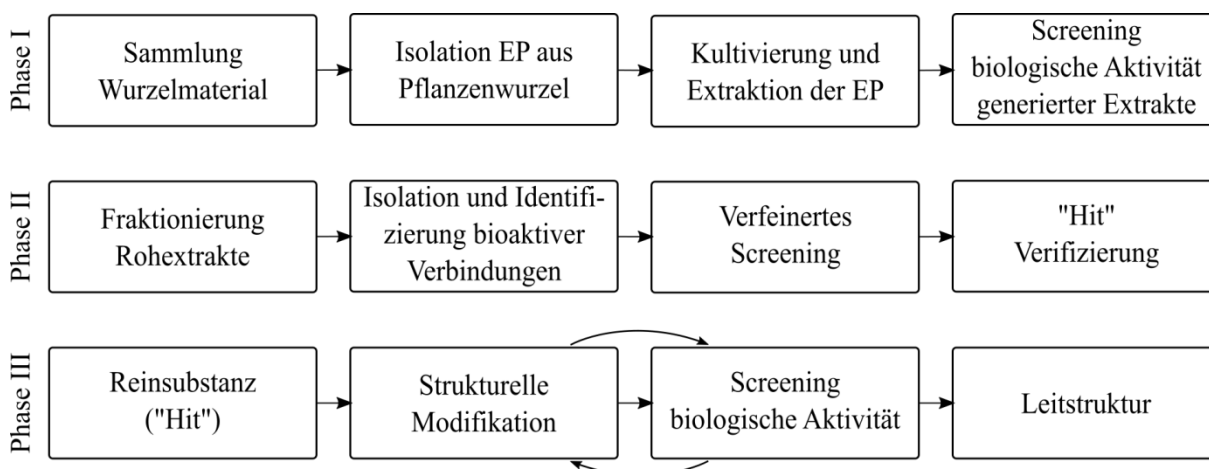 Phase I
Sammlung
Wurzelmaterial
Isolation EP aus
Pflanzenwurzel
Kultivierung und
Extraktion der EP
Screening
biologische Aktivität
generierter Extrakte
Phase II
Fraktionierung
Rohextrakte
Isolation und Identifi-
zierung bioaktiver
Verbindungen
Verfeinertes
Screening
"Hit"
Verifizierung
Phase III
Reinsubstanz
("Hit")
Strukturelle
Modifikation
Screening
biologische Aktivität
Leitstruktur